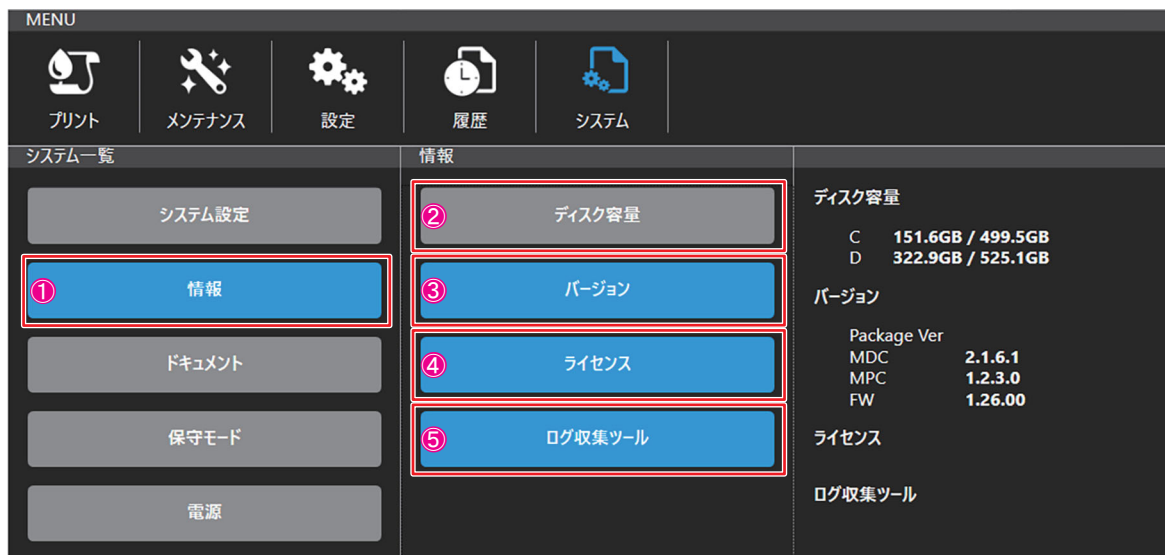 MENU
プリント
メンテナンス
設定
履歴
システム
システム一覧
システム設定
① 情報
ドキュメント
保守モード
電源
情報
② ディスク容量
③ バージョン
④ ライセンス
⑤ ログ収集ツール
ディスク容量
C 151.6GB / 499.5GB
D 322.9GB / 525.1GB
バージョン
Package Ver
MDC 2.1.6.1
MPC 1.2.3.0
FW 1.26.00
ライセンス
ログ収集ツール